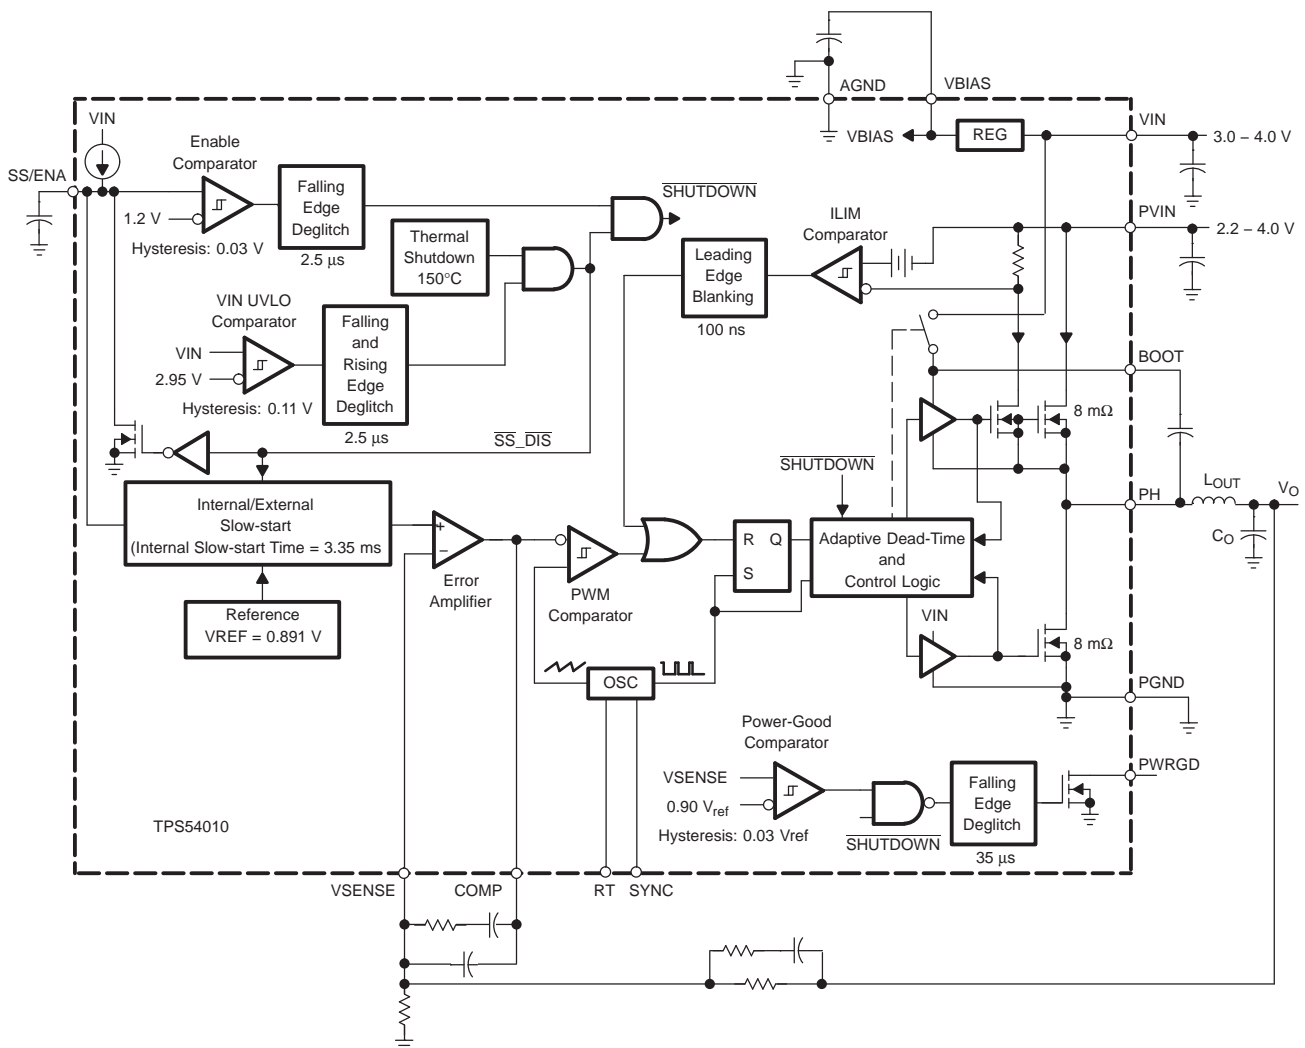 AGND
VBIAS
VIN
VIN
VBIAS
REG
3.0 – 4.0 V
Enable
Comparator
SS/ENA
1.2 V
Hysteresis: 0.03 V
Falling
Edge
Deglitch
2.5 µs
SHUTDOWN
Thermal
Shutdown
150°C
ILIM
Comparator
PVIN
2.2 – 4.0 V
Leading
Edge
Blanking
100 ns
VIN UVLO
Comparator
VIN
2.95 V
Hysteresis: 0.11 V
Falling
and
Rising
Edge
Deglitch
2.5 µs
BOOT
8 mΩ
SS_DIS
SHUTDOWN
PH
LOUT
VO
CO
Internal/External
Slow-start
(Internal Slow-start Time = 3.35 ms
+
−
Error
Amplifier
PWM
Comparator
R Q
S
Adaptive Dead-Time
and
Control Logic
Reference
VREF = 0.891 V
VIN
8 mΩ
OSC
PGND
Power-Good
Comparator
VSENSE
0.90 Vref
Hysteresis: 0.03 Vref
SHUTDOWN
Falling
Edge
Deglitch
35 µs
PWRGD
TPS54010
VSENSE
COMP
RT
SYNC